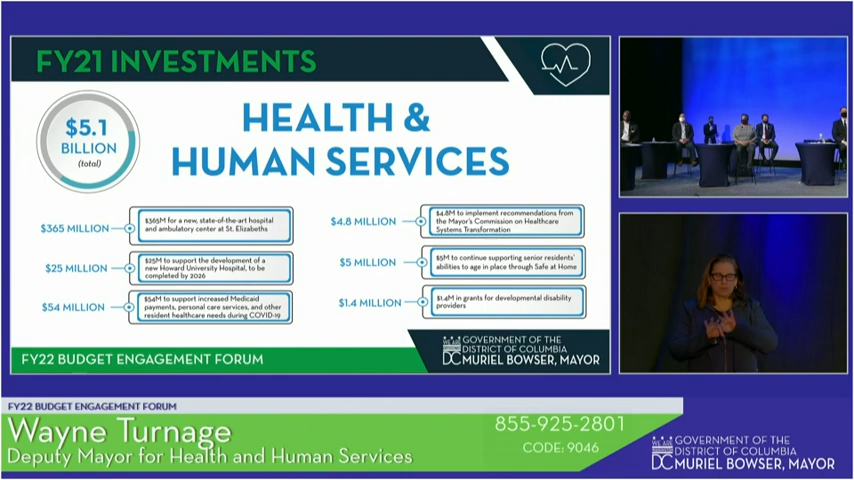 FY21 INVESTMENTS
$5.1
BILLION
(total)
HEALTH &
HUMAN SERVICES
$365 MILLION
$365M for a new, state-of-the-art hospital
and ambulatory center at St. Elizabeths
$25 MILLION
$25M to support the development of a
new Howard University Hospital, to be
completed by 2026
$54 MILLION
$54M to support increased Medicaid
payments, personal care services, and other
resident healthcare needs during COVID-19
$4.8 MILLION
$4.8M to implement recommendations from
the Mayor's Commission on Healthcare
Systems Transformation
$5 MILLION
$5M to continue supporting senior residents'
abilities to age in place through Safe at Home
$1.4 MILLION
$1.4M in grants for developmental disability
providers
FY22 BUDGET ENGAGEMENT FORUM
WE ARE
DC
GOVERNMENT OF THE
DISTRICT OF COLUMBIA
MURIEL BOWSER, MAYOR
FY22 BUDGET ENGAGEMENT FORUM
Wayne Turnage
Deputy Mayor for Health and Human Services
855-925-2801
CODE: 9046
WE ARE
DC
GOVERNMENT OF THE
DISTRICT OF COLUMBIA
MURIEL BOWSER, MAYOR